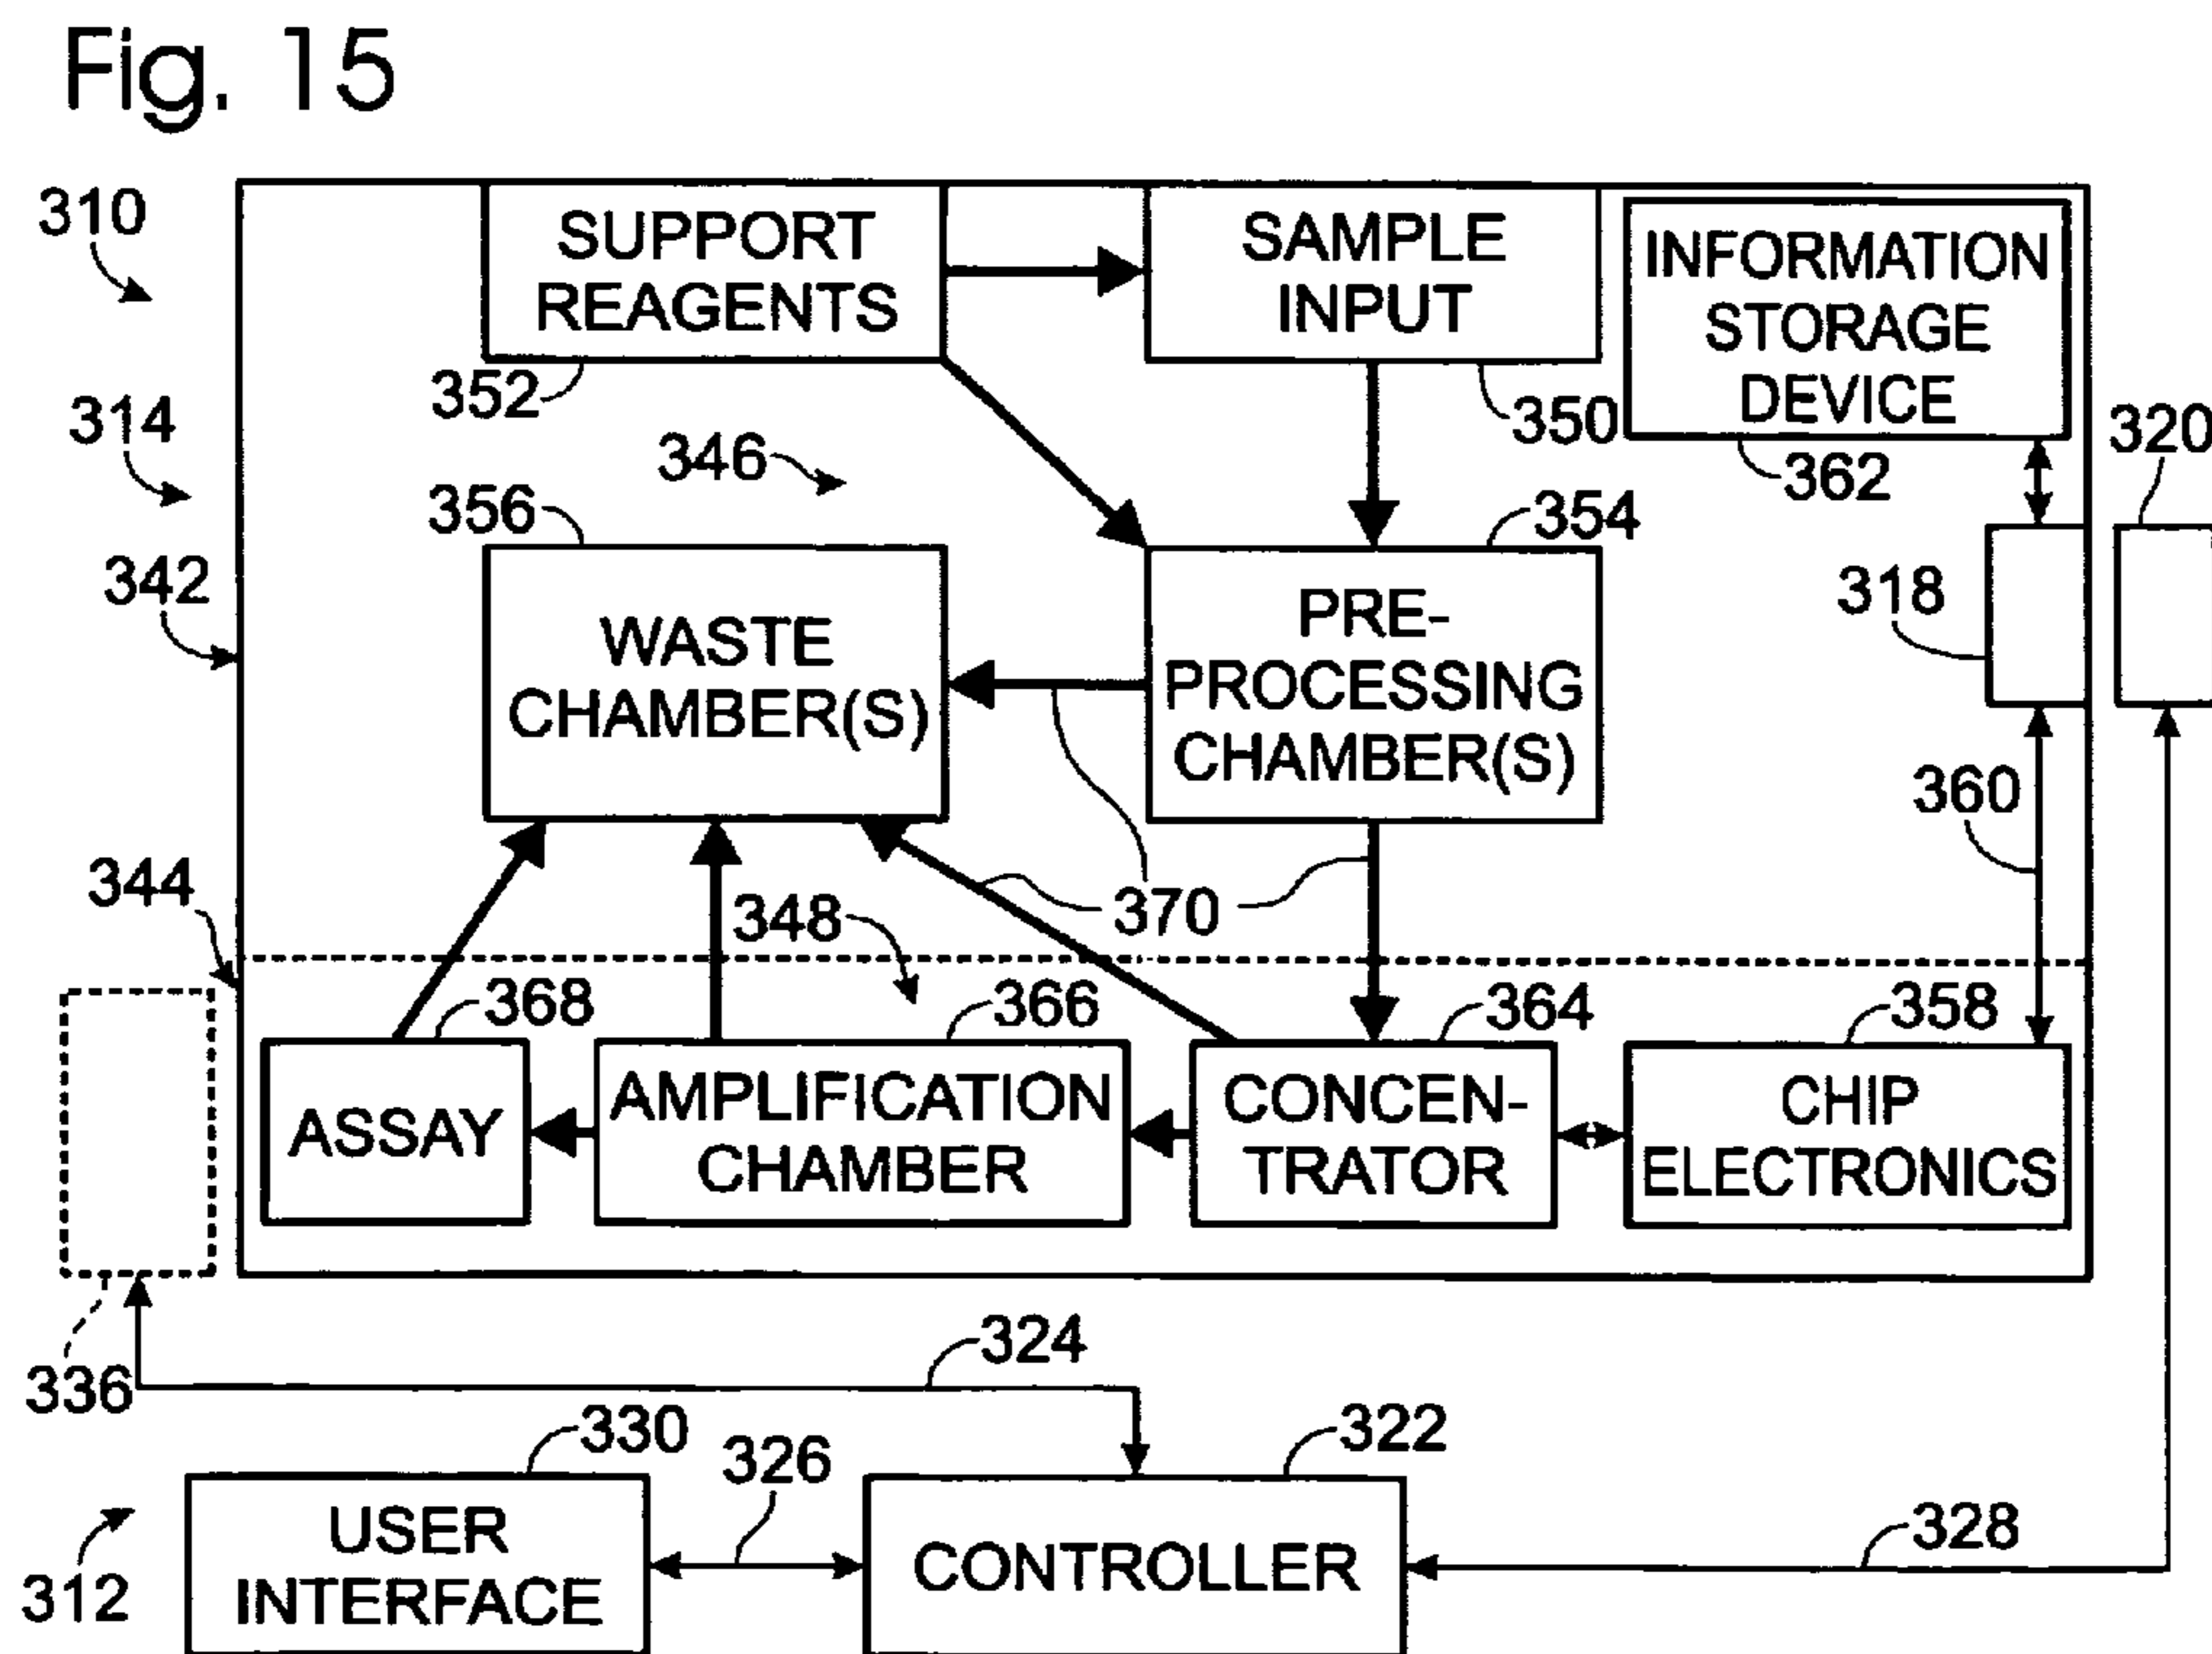 Fig. 15
310
SUPPORT
REAGENTS
SAMPLE
INPUT
INFORMATION
STORAGE
DEVICE
352
350
362
320
314
346
356
354
342
318
WASTE
CHAMBER(S)
PRE-
PROCESSING
CHAMBER(S)
360
344
348
370
368
366
364
358
ASSAY
AMPLIFICATION
CHAMBER
CONCEN-
TRATOR
CHIP
ELECTRONICS
336
324
330
326
322
328
312
USER
INTERFACE
CONTROLLER